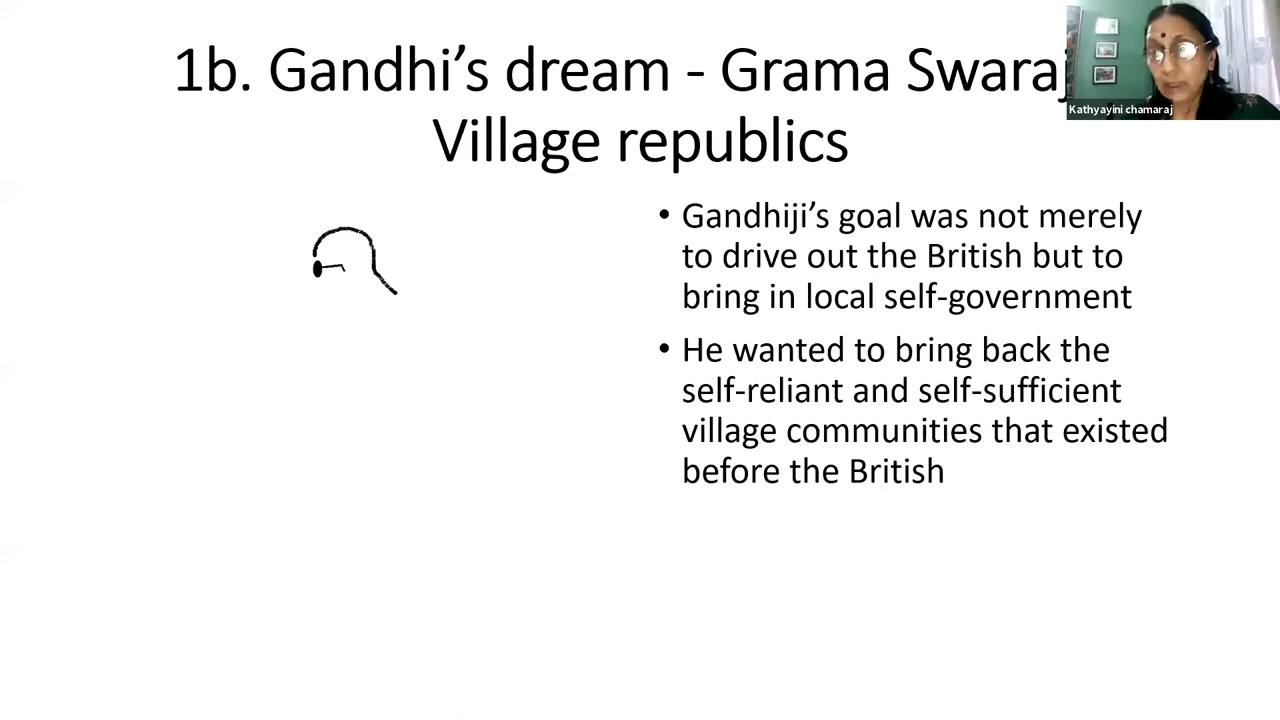 1b. Gandhi’s dream - Grama Swaraj
Village republics
Kathyayini chamaraj
• Gandhiji’s goal was not merely
to drive out the British but to
bring in local self-government
• He wanted to bring back the
self-reliant and self-sufficient
village communities that existed
before the British